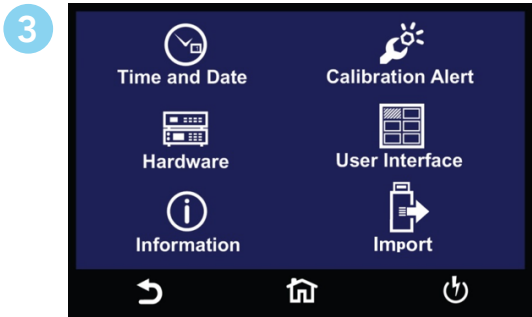 3
Time and Date
Calibration Alert
Hardware
User Interface
Information
Import